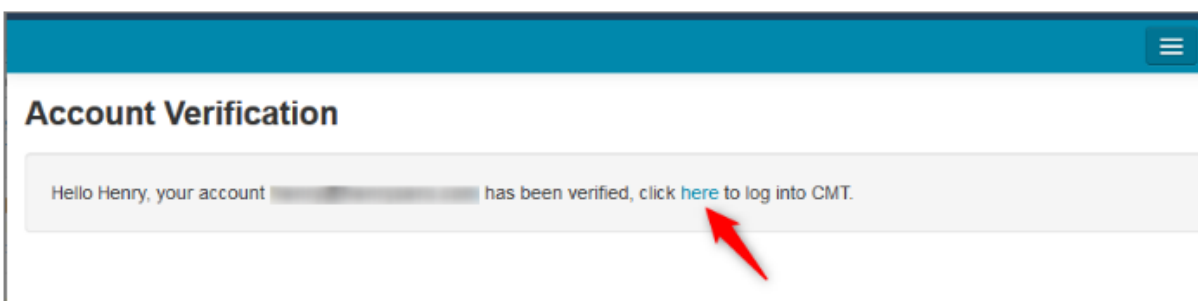 Account Verification
Hello Henry, your account has been verified, click here to log into CMT.